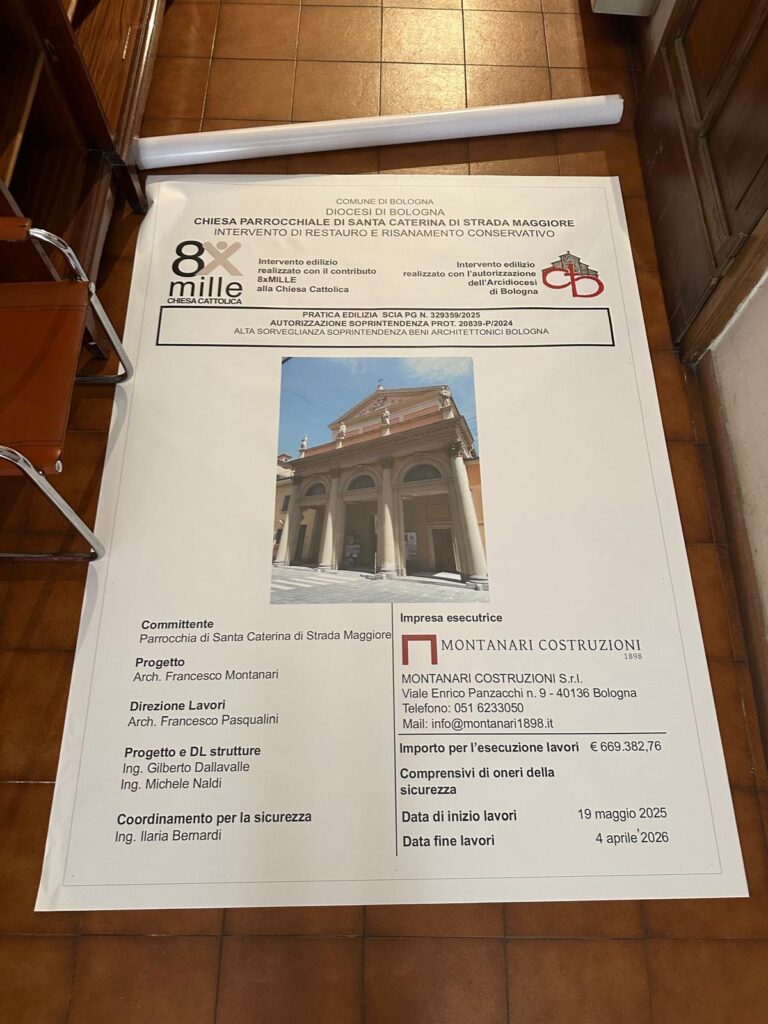 COMUNE DI BOLOGNA
DIOCESI DI BOLOGNA
CHIESA PARROCCHIALE DI SANTA CATERINA DI STRADA MAGGIORE
INTERVENTO DI RESTAURO E RISANAMENTO CONSERVATIVO
8x
mille
CHIESA CATTOLICA
Intervento edilizio
realizzato con il contributo
8xMILLE
alla Chiesa Cattolica
Intervento edilizio
realizzato con l'autorizzazione
dell'Arcidiocesi
di Bologna
PRATICA EDILIZIA SCIA PG N. 329359/2025
AUTORIZZAZIONE SOPRINTENDENZA PROT. 20839-P/2024
ALTA SORVEGLIANZA SOPRINTENDENZA BENI ARCHITETTONICI BOLOGNA
Committente
Parrocchia di Santa Caterina di Strada Maggiore
Progetto
Arch. Francesco Montanari
Direzione Lavori
Arch. Francesco Pasqualini
Progetto e DL strutture
Ing. Gilberto Dallavalle
Ing. Michele Naldi
Coordinamento per la sicurezza
Ing. Ilaria Bernardi
Impresa esecutrice
MONTANARI COSTRUZIONI
1898
MONTANARI COSTRUZIONI S.r.l.
Viale Enrico Panzacchi n. 9 - 40136 Bologna
Telefono: 051 6233050
Mail: info@montanari1898.it
Importo per l'esecuzione lavori € 669.382,76
Comprensivi di oneri della
sicurezza
Data di inizio lavori 19 maggio 2025
Data fine lavori 4 aprile 2026